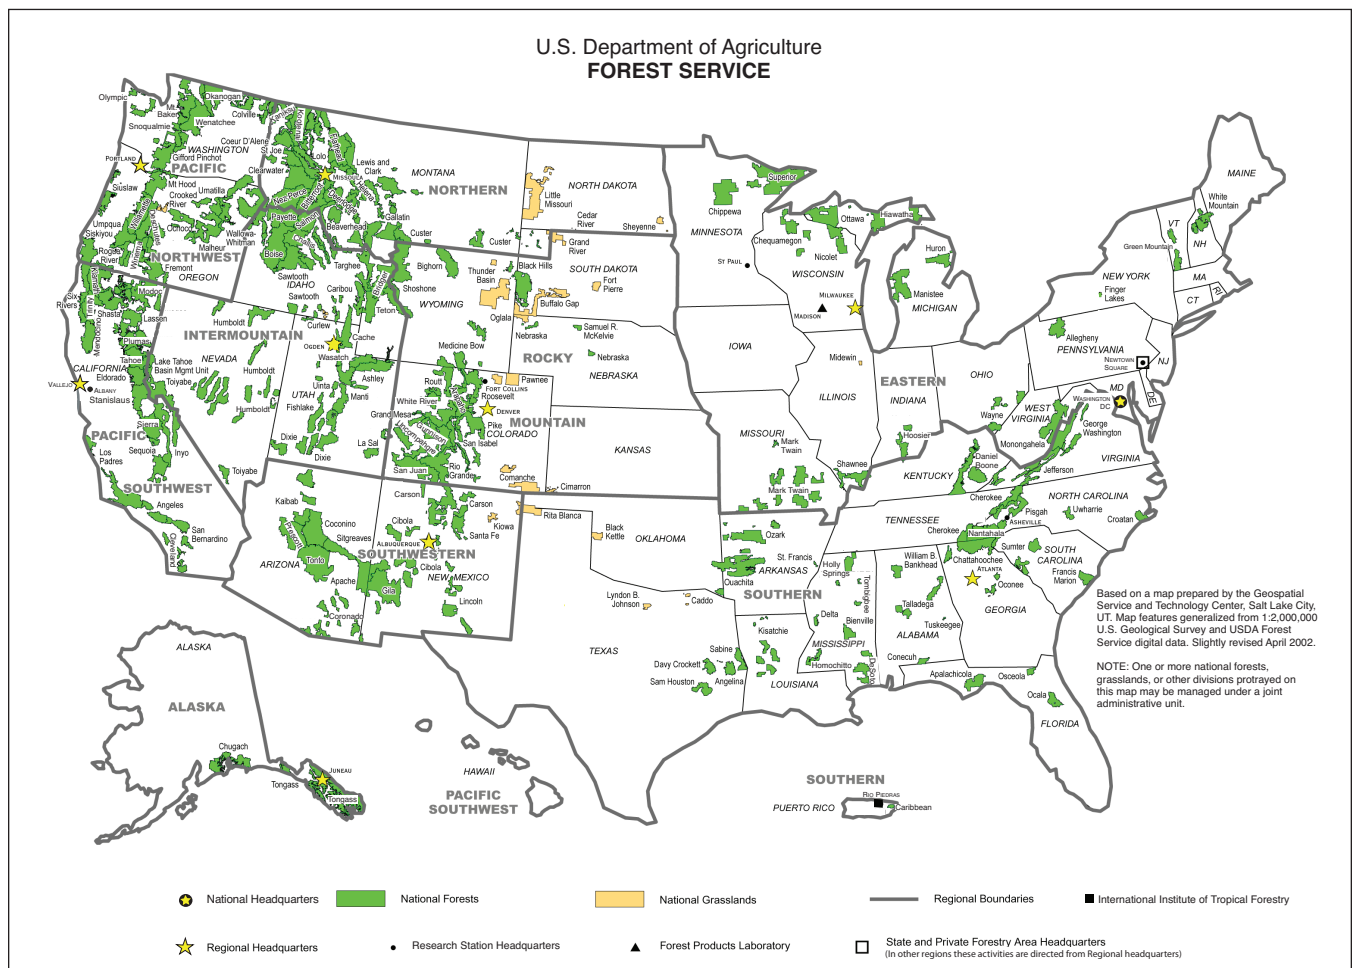 U.S. Department of Agriculture
FOREST SERVICE
Olympic
Okanogan
Mt.
Baker
Colville
Snoqualmie
Wenatchee
Kaniksu
Kootenai
Flathead
Coeur D'Alene
WASHINGTON
St Joe
Lolo
Lewis and
Clark
PORTLAND
Gifford Pinchot
PACIFIC
Clearwater
MISSOULA
Helena
MONTANA
NORTHERN
NORTH DAKOTA
Siuslaw
Mt Hood
Umatilla
Crooked
River
Nez Perce
Bitterroot
Deerlodge
Little
Missouri
Cedar
River
Sheyenne
Umpqua
Willamette
Deschutes
Ochoco
Wallowa-
Whitman
Payette
Salmon
Beaverhead
Gallatin
Custer
Custer
Grand
River
Siskiyou
Rogue
River
Winema
Malheur
NORTHWEST
Fremont
OREGON
Boise
Challis
Sawtooth
IDAHO
Sawtooth
Targhee
Caribou
Bridger
Teton
Shoshone
Bighorn
Thunder
Basin
Black Hills
SOUTH DAKOTA
Fort
Pierre
WYOMING
Buffalo Gap
Oglala
Six
Rivers
Klamath
Modoc
Shasta
Trinity
Lassen
Mendocino
Plumas
Tahoe
Humboldt
INTERMOUNTAIN
Curlew
OGDEN
Cache
Wasatch
Nebraska
Samuel R.
McKelvie
Nebraska
ROCKY
NEBRASKA
Medicine Bow
CALIFORNIA
Eldorado
Lake Tahoe
Basin Mgmt Unit
Toiyabe
NEVADA
Humboldt
Humboldt
Uinta
UTAH
Fishlake
Ashley
Manti
Routt
White River
Arapaho
FORT COLLINS
Roosevelt
Pawnee
VALLEJO
ALBANY
Stanislaus
Grand Mesa
Gunnison
Uncompahgre
DENVER
Pike
COLORADO
San Isabel
MOUNTAIN
KANSAS
PACIFIC
Sierra
Sequoia
Inyo
Los
Padres
Dixie
Dixie
La Sal
San Juan
Rio
Grande
Comanche
Cimarron
SOUTHWEST
Toiyabe
Kaibab
Carson
Carson
Rita Blanca
Angeles
San
Bernardino
Cleveland
Coconino
Prescott
Sitgreaves
Cibola
Kiowa
Santa Fe
Black
Kettle
OKLAHOMA
ALBUQUERQUE
SOUTHWESTERN
ARIZONA
Tonto
Apache
Cibola
NEW MEXICO
Gila
Lincoln
Coronado
Lyndon B.
Johnson
Caddo
TEXAS
Davy Crockett
Sabine
Sam Houston
Angelina
Superior
Chippewa
MINNESOTA
Ottawa
Hiawatha
Chequamegon
Nicolet
ST PAUL
WISCONSIN
MILWAUKEE
MADISON
Huron
Manistee
MICHIGAN
IOWA
Midewin
ILLINOIS
EASTERN
INDIANA
OHIO
MISSOURI
Mark
Twain
Mark Twain
Shawnee
Hoosier
Wayne
WEST
VIRGINIA
Monongahela
MAINE
White
Mountain
VT
Green Mountain
NH
NEW YORK
Finger
Lakes
MA
CT
RI
Allegheny
PENNSYLVANIA
NEWTOWN
SQUARE
NJ
MD
DE
WASHINGTON
DC
George
Washington
VIRGINIA
Jefferson
KENTUCKY
Daniel
Boone
Cherokee
NORTH CAROLINA
Pisgah
Uwharrie
Croatan
TENNESSEE
Cherokee
ASHEVILLE
Nantahala
Sumter
SOUTH
CAROLINA
Francis
Marion
Ozark
St. Francis
ARKANSAS
Ouachita
SOUTHERN
Holly
Springs
Tombigbee
William B.
Bankhead
Chattahoochee
ATLANTA
Oconee
GEORGIA
Talladega
Tuskeegee
ALABAMA
Delta
Bienville
MISSISSIPPI
Homochitto
De Soto
Conecuh
Kisatchie
LOUISIANA
Apalachicola
Osceola
Ocala
FLORIDA
Based on a map prepared by the Geospatial
Service and Technology Center, Salt Lake City,
UT. Map features generalized from 1:2,000,000
U.S. Geological Survey and USDA Forest
Service digital data. Slightly revised April 2002.
NOTE: One or more national forests,
grasslands, or other divisions protrayed on
this map may be managed under a joint
administrative unit.
ALASKA
ALASKA
Chugach
Tongass
JUNEAU
Tongass
HAWAII
PACIFIC
SOUTHWEST
SOUTHERN
RIO PIEDRAS
PUERTO RICO
Caribbean
National Headquarters
National Forests
National Grasslands
Regional Boundaries
International Institute of Tropical Forestry
Regional Headquarters
Research Station Headquarters
Forest Products Laboratory
State and Private Forestry Area Headquarters
(In other regions these activities are directed from Regional headquarters)